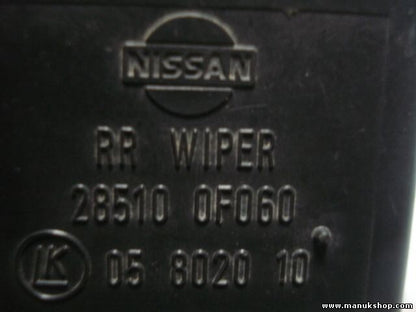 NISSAN
RR WIPER
28510 0F060
LK 05 8020 10
www.manukshop.com